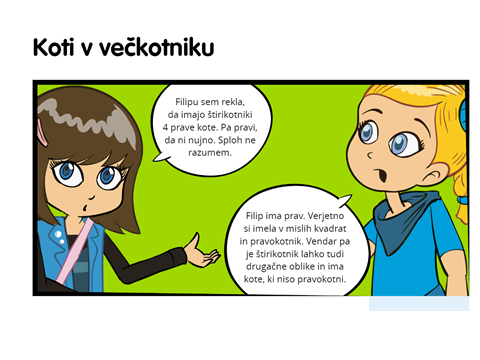 Koti v večkotniku
Filipu sem rekla,
da imajo štirikotniki
4 prave kote. Pa pravi,
da ni nujno. Sploh ne
razumem.
Filip ima prav. Verjetno
si imela v mislih kvadrat
in pravokotnik. Vendar pa
je štirikotnik lahko tudi
drugačne oblike in ima
kote, ki niso pravokotni.